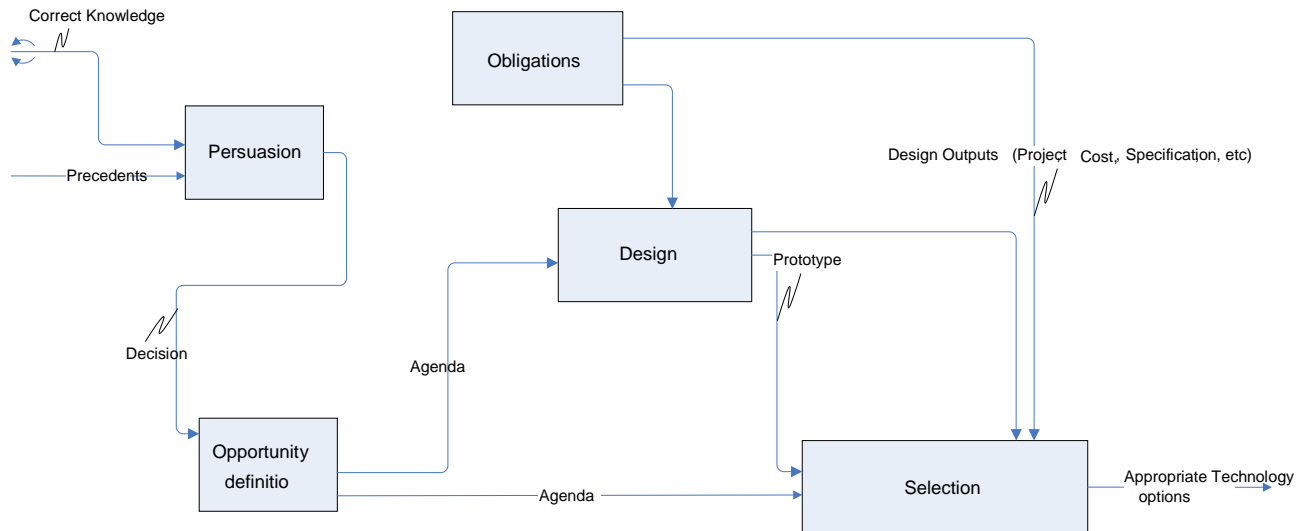 Correct Knowledge
Obligations
Persuasion
Design Outputs (Project Cost,, Specification, etc)
Precedents
Design
Prototype
Decision
Agenda
Opportunity
definitio
Appropriate Technology
options
Selection
Agenda